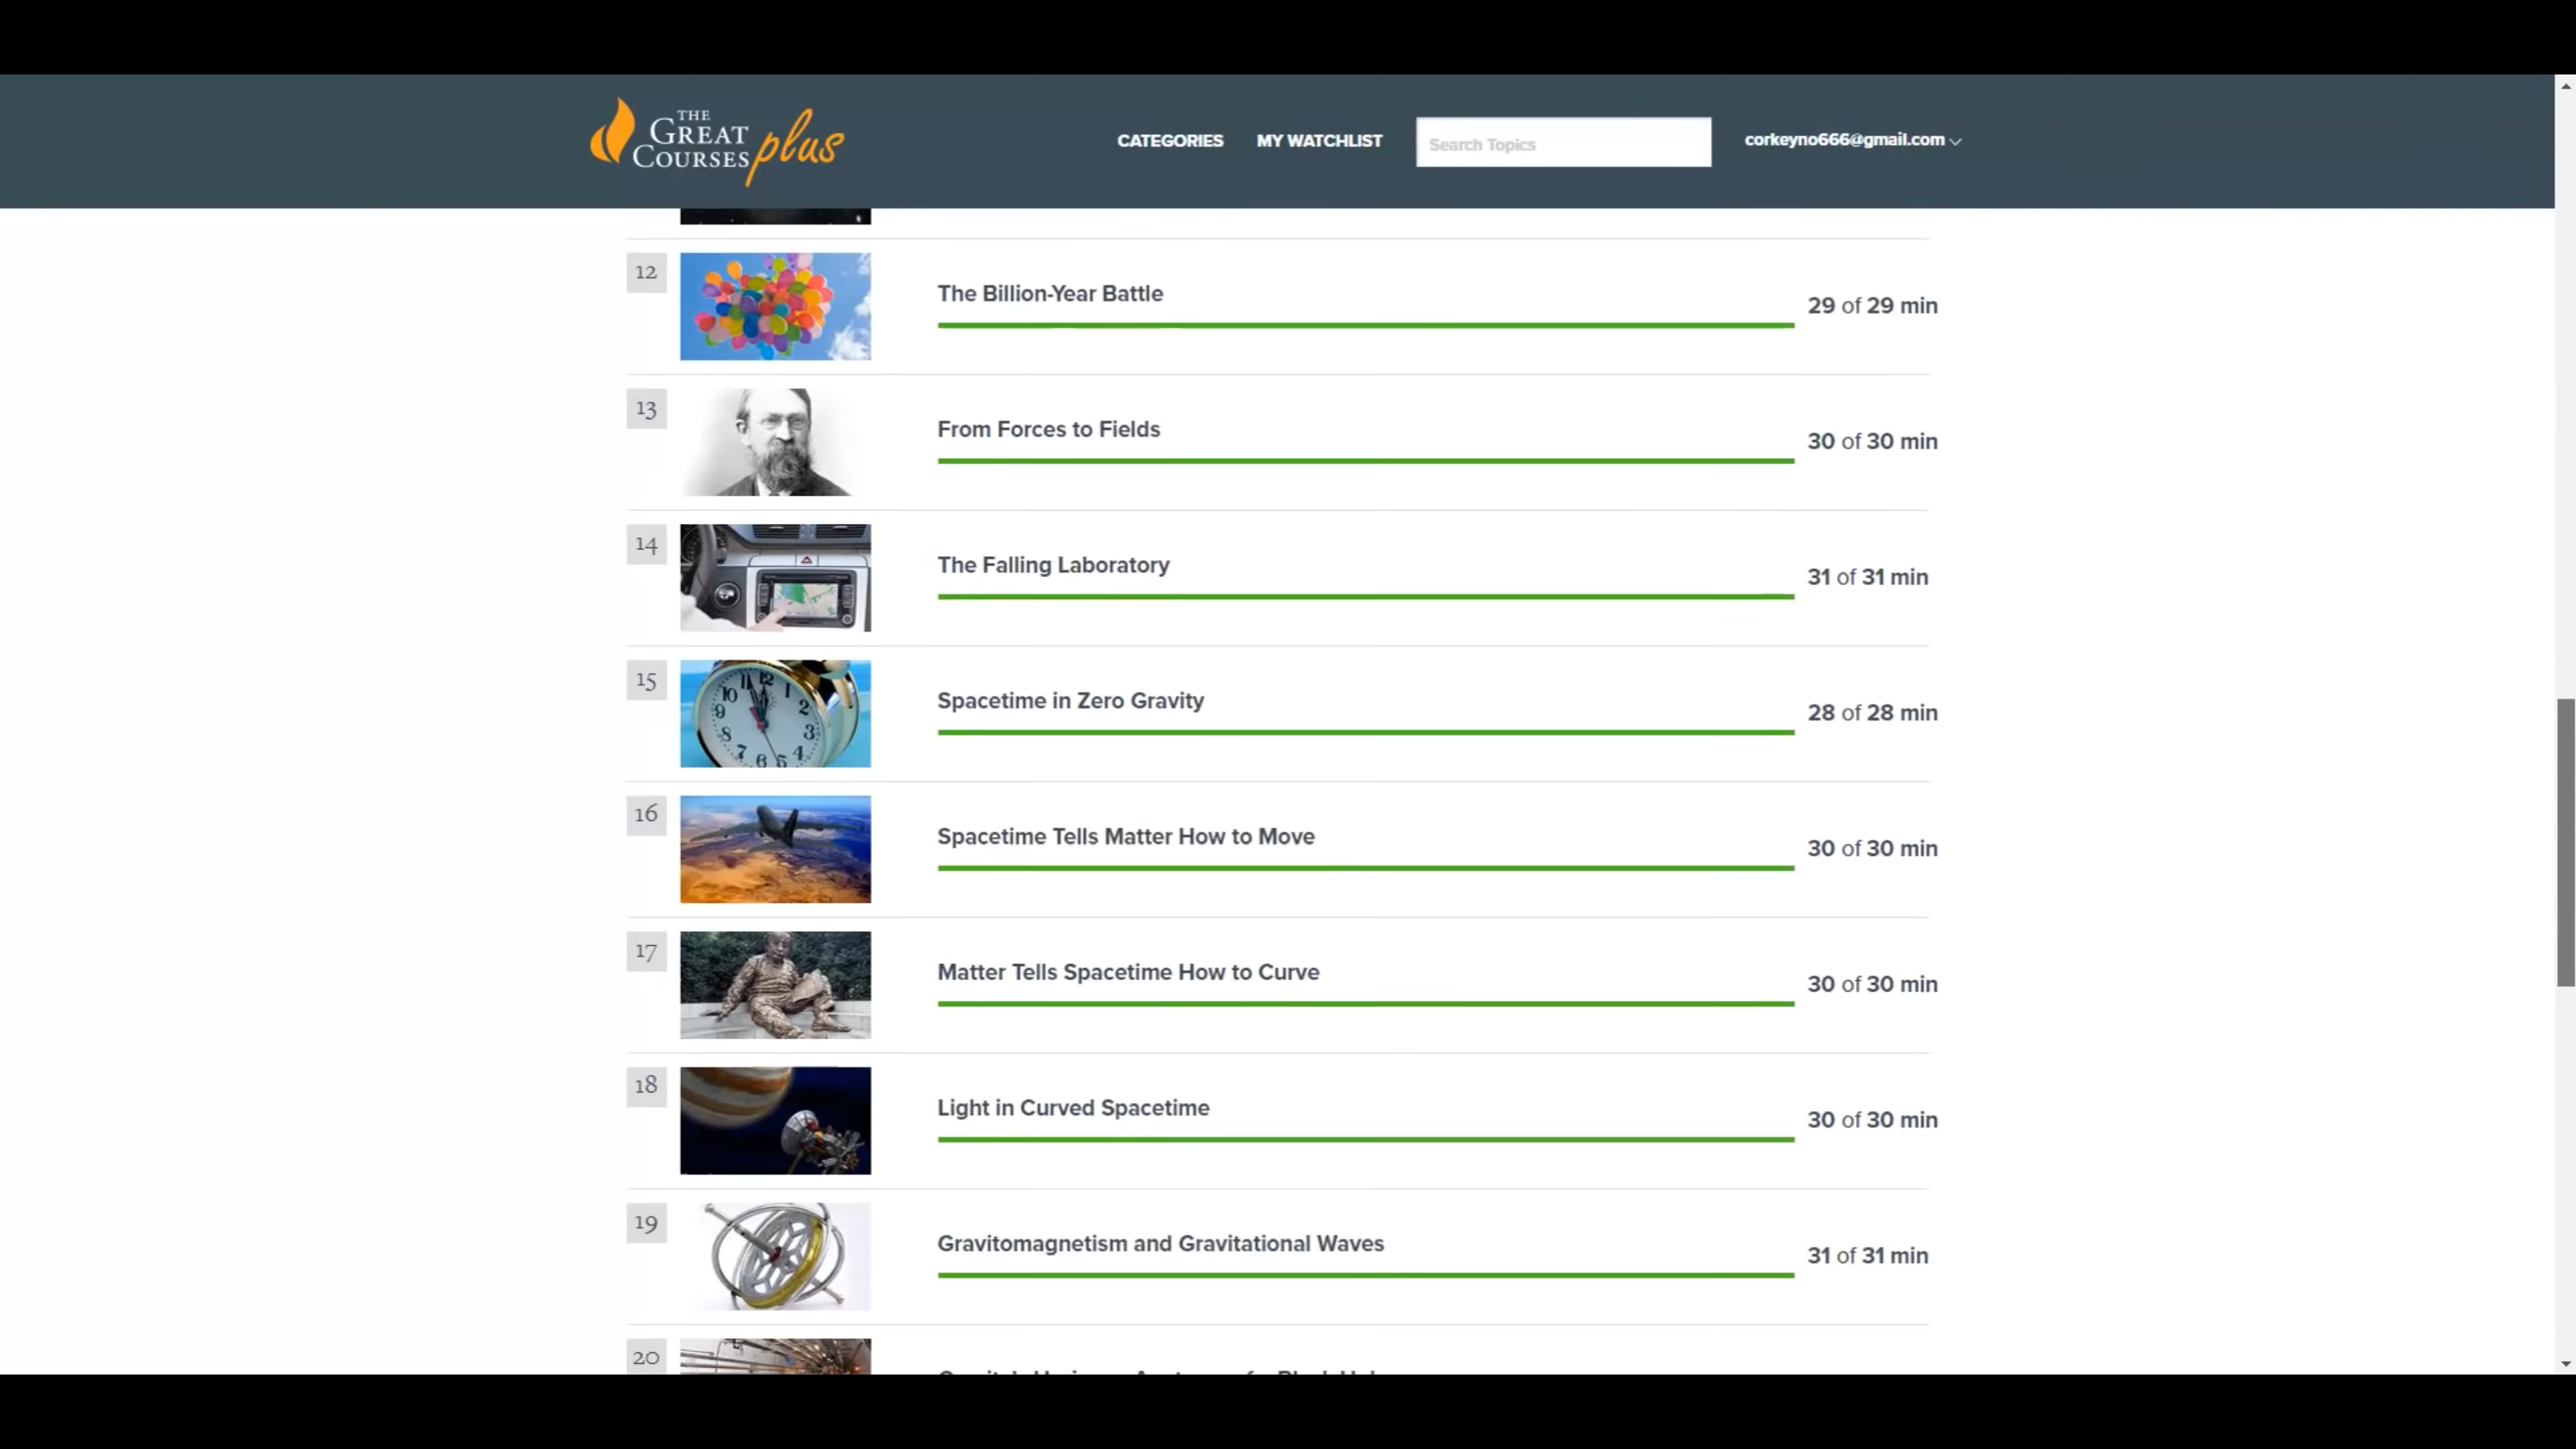 THE
GREAT
COURSES plus
CATEGORIES
MY WATCHLIST
Search Topics
corkeyno666@gmail.com
12
The Billion-Year Battle
29 of 29 min
13
From Forces to Fields
30 of 30 min
14
The Falling Laboratory
31 of 31 min
15
Spacetime in Zero Gravity
28 of 28 min
16
Spacetime Tells Matter How to Move
30 of 30 min
17
Matter Tells Spacetime How to Curve
30 of 30 min
18
Light in Curved Spacetime
30 of 30 min
19
Gravitomagnetism and Gravitational Waves
31 of 31 min
20